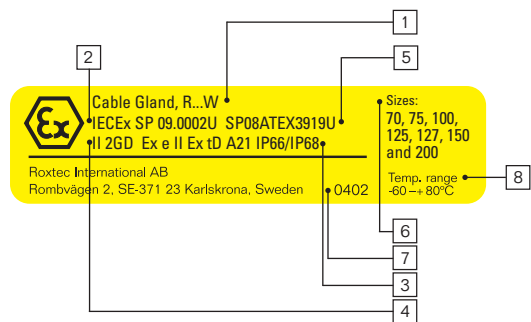 1
2
5
Ex
Cable Gland, R...W
IECEx SP 09.0002U SP08ATEX3919U
II 2GD Ex e II Ex tD A21 IP66/IP68
Roxtec International AB
Rombvägen 2, SE-371 23 Karlskrona, Sweden 0402
Sizes:
70, 75, 100,
125, 127, 150
and 200
Temp. range
-60–+80°C
8
6
7
3
4